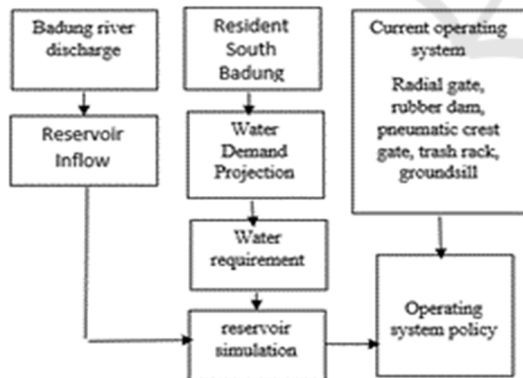 Badung river
discharge
Reservoir
Inflow
Resident
South
Badung
Water
Demand
Projection
Water
requirement
reservoir
simulation
Current operating
system
Radial gate,
rubber dam,
pneumatic crest
gate, trash rack,
groundsill
Operating
system policy